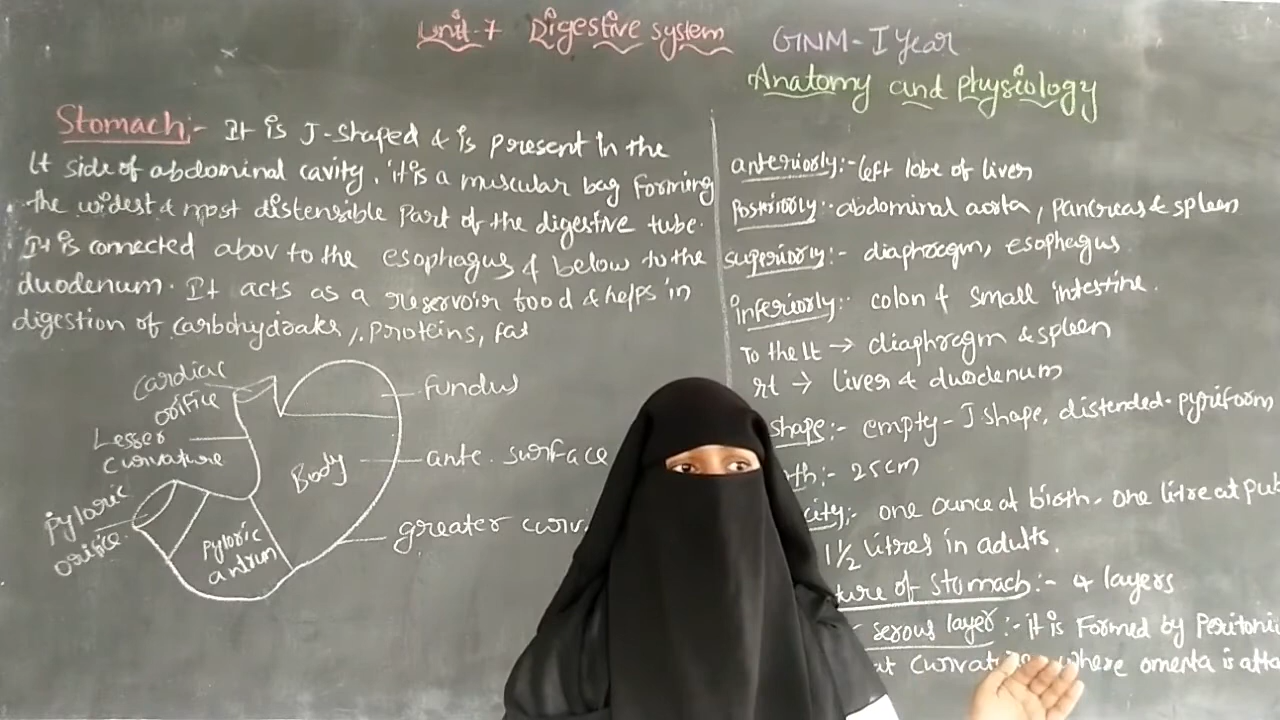 Unit-7 Digestive system GNM-I Year
Anatomy and physiology
Stomach:- It is J-shaped & is present in the
Lt side of abdominal cavity. it is a muscular bag forming
the widest & most distensible part of the digestive tube.
It is connected abov to the esophagus & below to the
duodenum. It acts as a reservoir food & helps in
digestion of carbohydrates, proteins, fat
cardiac
orifice
Lesser
curvature
pyloric
orifice
Body
pyloric
antrum
fundus
ante. surface
greater curv
anteriorly:- left lobe of liver
Posteriorly:- abdominal aorta, pancreas & spleen
superiorly:- diaphragm, esophagus
inferiorly:- colon & small intestine.
To the Lt → diaphragm & spleen
rt → liver & duodenum
shape:- empty - J shape, distended - pyriform
th:- 25cm
city:- one ounce at birth - one litre at pub
1½ litres in adults.
ture of stomach:- 4 layers
serous layer:- it is Formed by Peritoni
at curvat where omenta is atta